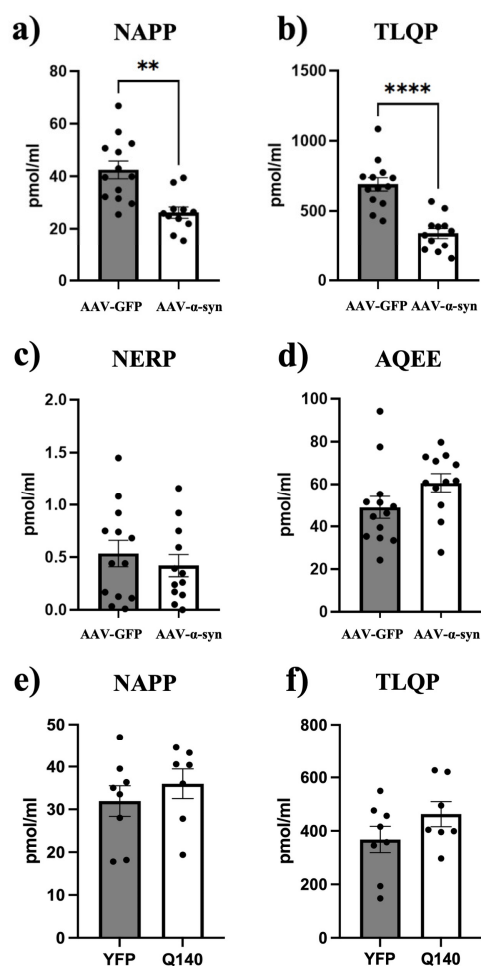 a) NAPP
**
pmol/ml
80
60
40
20
0
AAV-GFP AAV-α-syn
b) TLQP
****
pmol/ml
1500
1000
500
0
AAV-GFP AAV-α-syn
c) NERP
pmol/ml
2.0
1.5
1.0
0.5
0.0
AAV-GFP AAV-α-syn
d) AQEE
pmol/ml
100
80
60
40
20
0
AAV-GFP AAV-α-syn
e) NAPP
pmol/ml
50
40
30
20
10
0
YFP Q140
f) TLQP
pmol/ml
800
600
400
200
0
YFP Q140